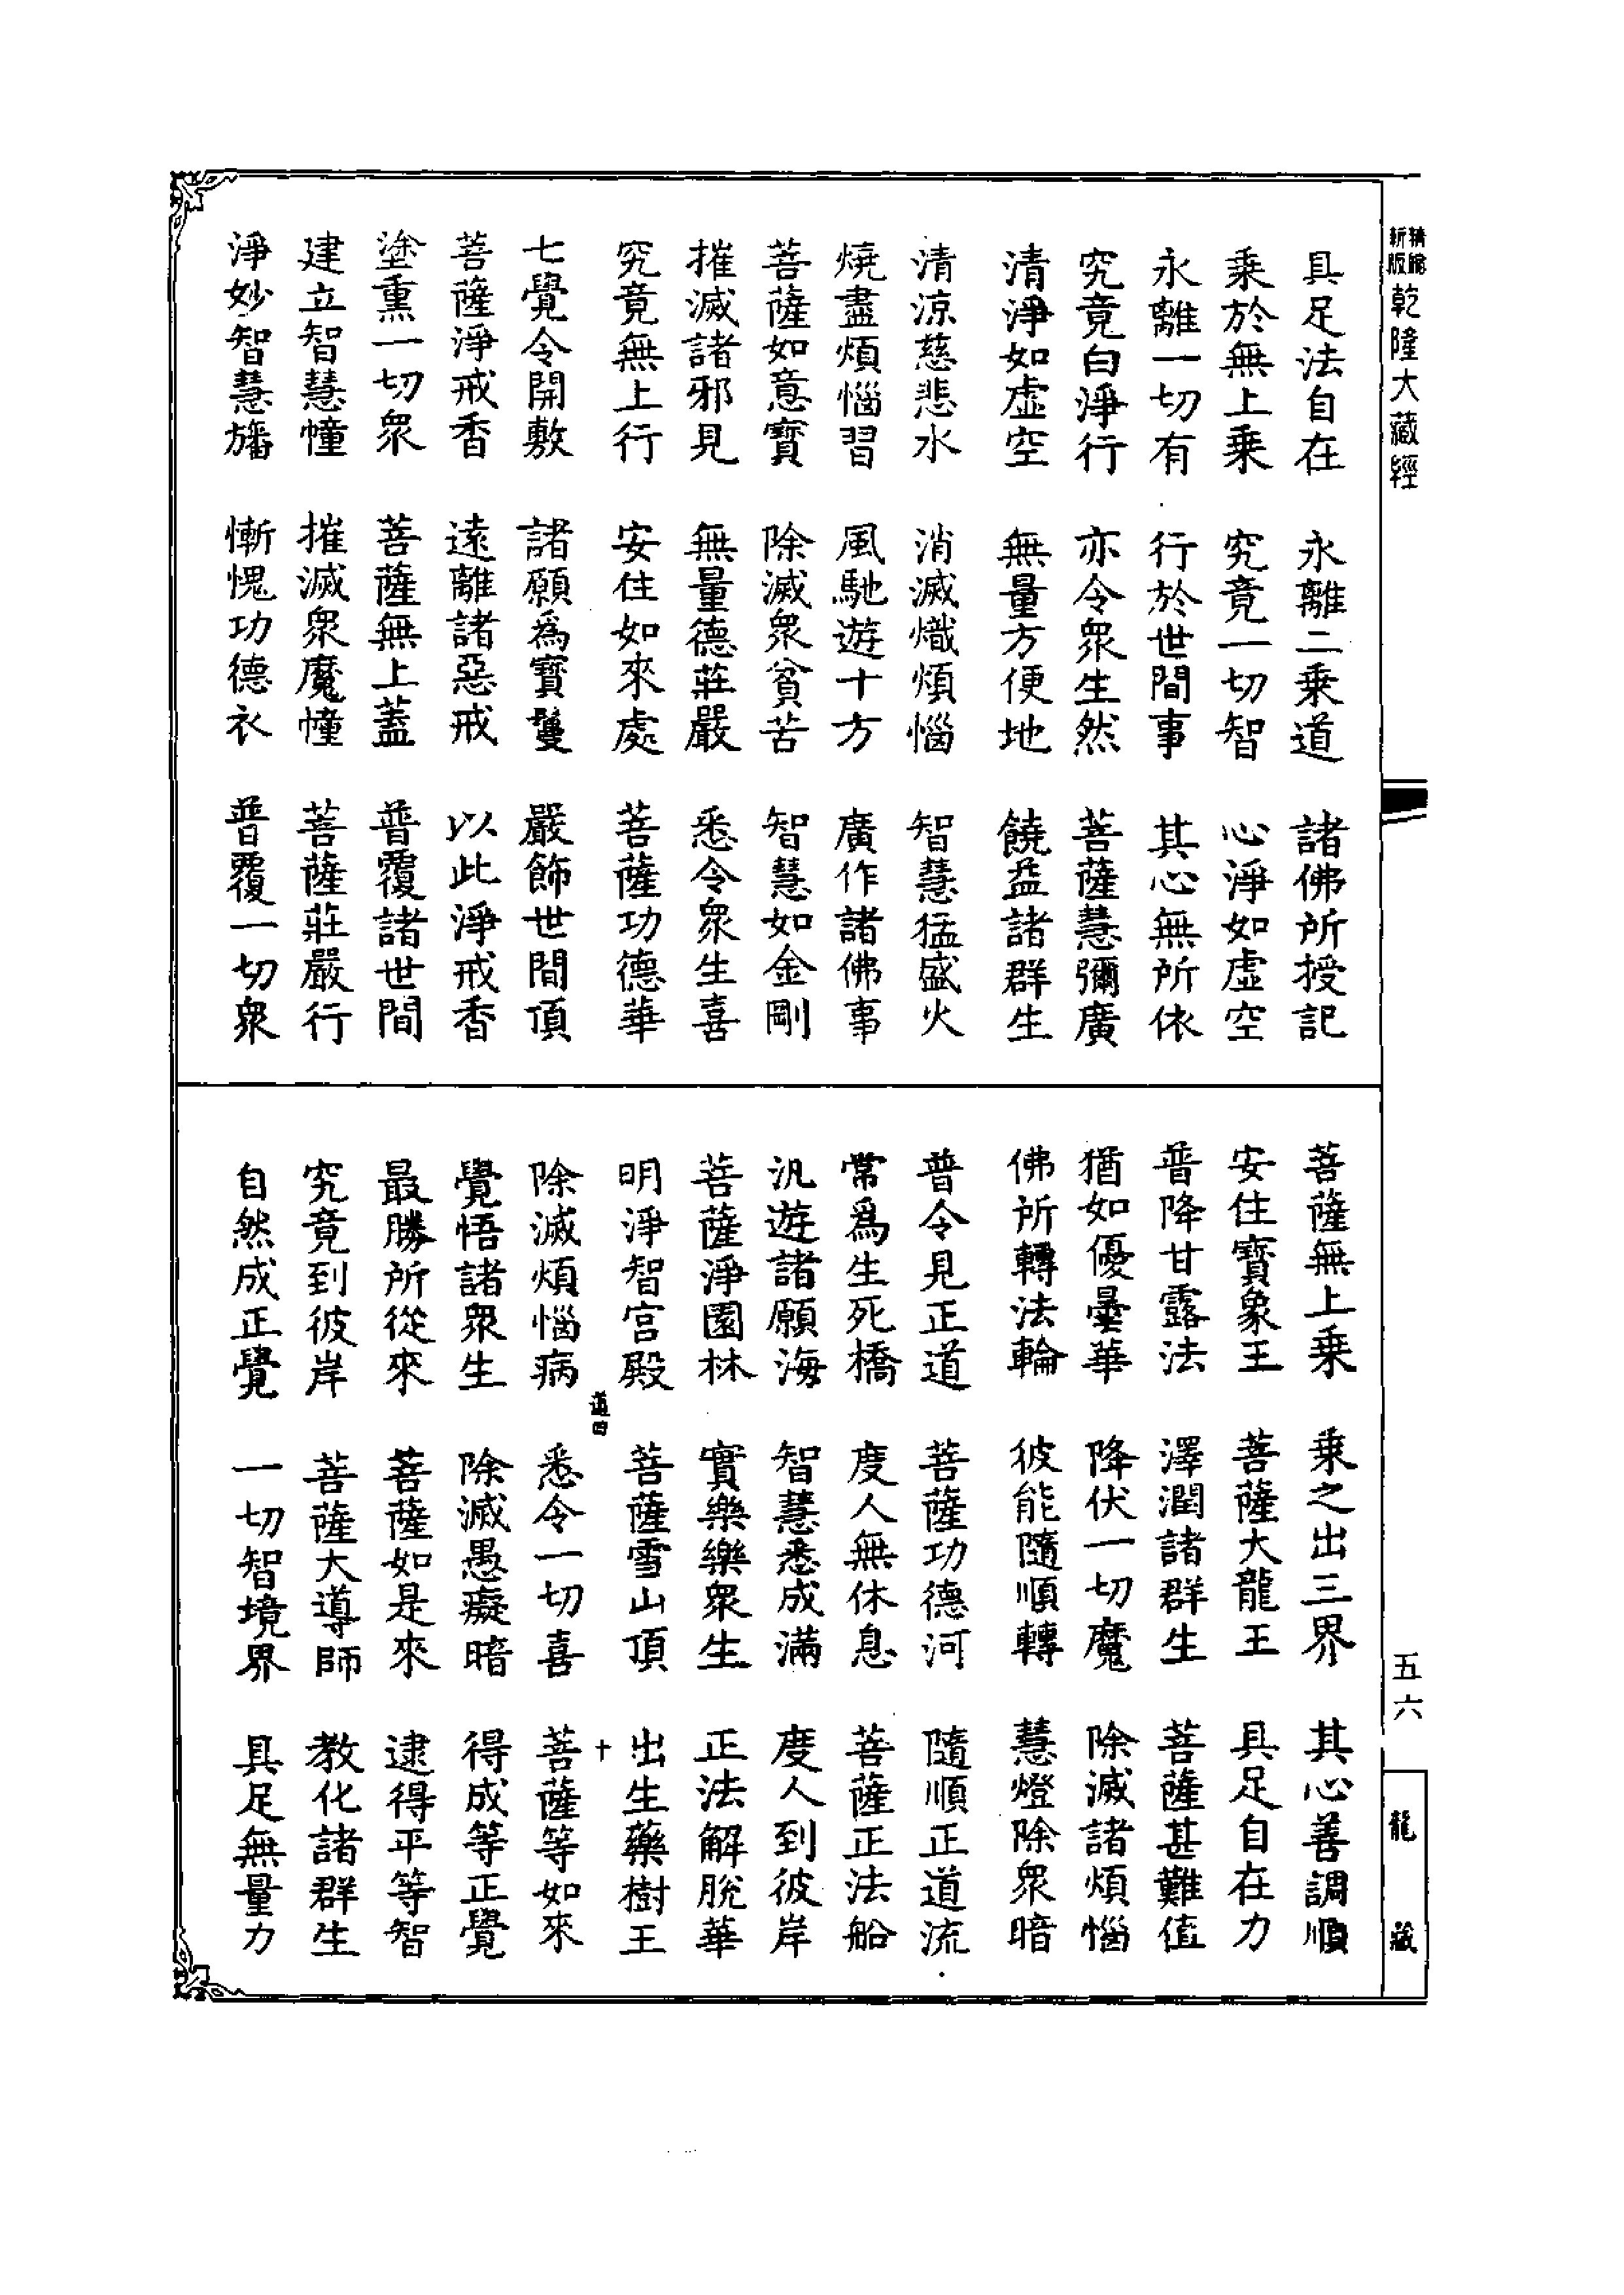 精縮新版乾隆大藏經
五六
龍藏
具足法自在 永離二乘道 諸佛所授記
乘於無上乘 究竟一切智 心淨如虛空
永離一切有 行於世間事 其心無所依
究竟白淨行 亦令眾生然 菩薩慧彌廣
清淨如虛空 無量方便地 饒益諸群生
清涼慈悲水 消滅熾煩惱 智慧猛盛火
燒盡煩惱習 風馳遊十方 廣作諸佛事
菩薩如意寶 除滅眾貧苦 智慧如金剛
摧滅諸邪見 無量德莊嚴 悉令眾生喜
究竟無上行 安住如來處 菩薩功德華
七覺令開敷 諸願為寶鬘 嚴飾世間頂
菩薩淨戒香 遠離諸惡戒 以此淨戒香
塗熏一切眾 菩薩無上蓋 普覆諸世間
建立智慧幢 摧滅眾魔幢 菩薩莊嚴行
淨妙智慧旛 慚愧功德衣 普覆一切眾
菩薩無上乘 乘之出三界 其心善調順
安住寶象王 菩薩大龍王 具足自在力
普降甘露法 澤潤諸群生 菩薩甚難值
猶如優曇華 降伏一切魔 除滅諸煩惱
佛所轉法輪 彼能隨順轉 慧燈除眾暗
普令見正道 菩薩功德河 隨順正道流
常為生死橋 度人無休息 菩薩正法船
汎遊諸願海 智慧悉成滿 度人到彼岸
菩薩淨園林 實樂樂眾生 正法解脫華
明淨智宮殿 菩薩雪山頂 出生藥樹王
道四 十
除滅煩惱病 悉令一切喜 菩薩等如來
覺悟諸眾生 除滅愚癡暗 得成等正覺
最勝所從來 菩薩如是來 逮得平等智
究竟到彼岸 菩薩大導師 教化諸群生
自然成正覺 一切智境界 具足無量力